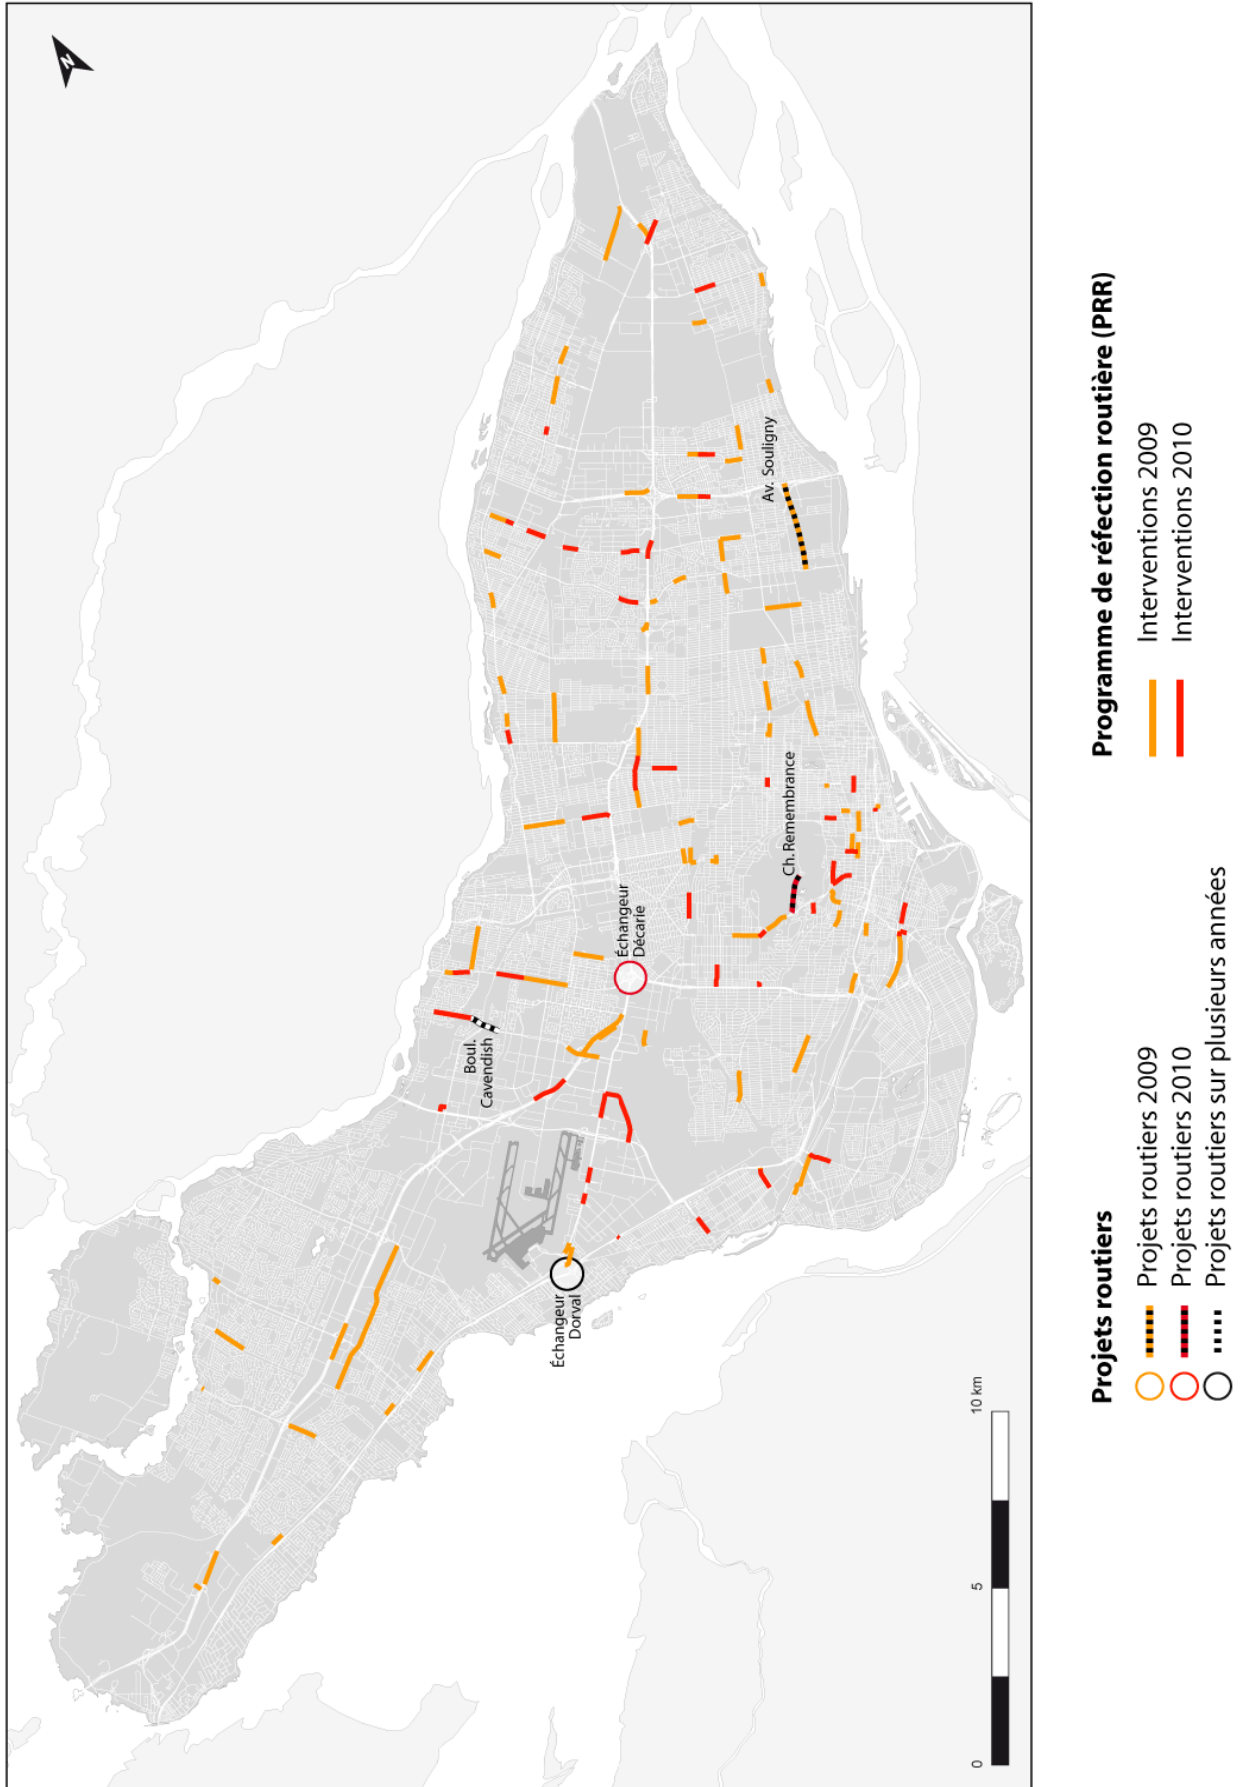 N
Av. Souligny
Ch. Remembrance
Échangeur
Décarie
Boul.
Cavendish
Échangeur
Dorval
0
5
10 km
Projets routiers
Projets routiers 2009
Projets routiers 2010
Projets routiers sur plusieurs années
Programme de réfection routière (PRR)
Interventions 2009
Interventions 2010